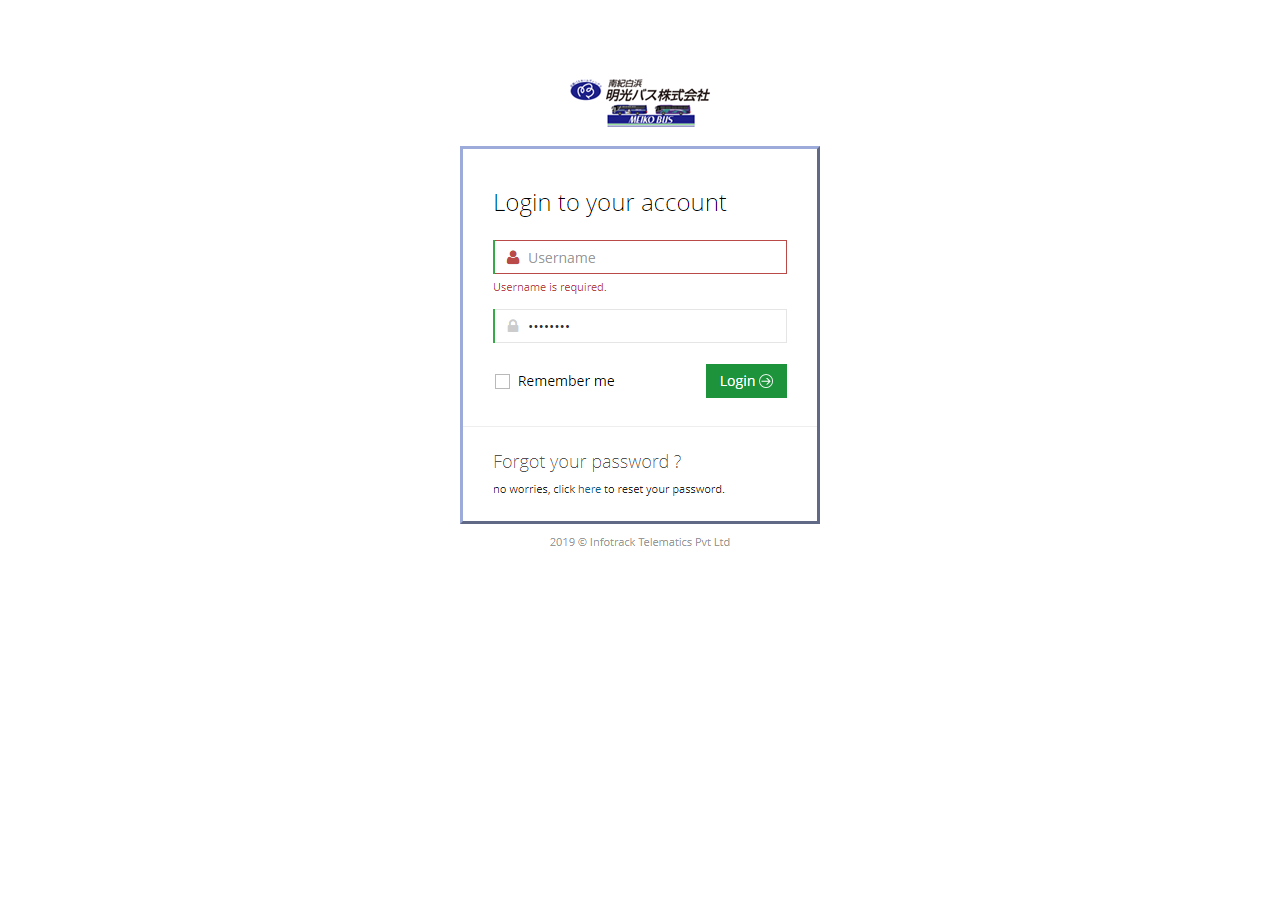 南紀白浜
明光バス株式会社
MEIKO BUS
Login to your account
Username
Username is required.
••••••••
Remember me
Login
Forgot your password ?
no worries, click here to reset your password.
2019 © Infotrack Telematics Pvt Ltd